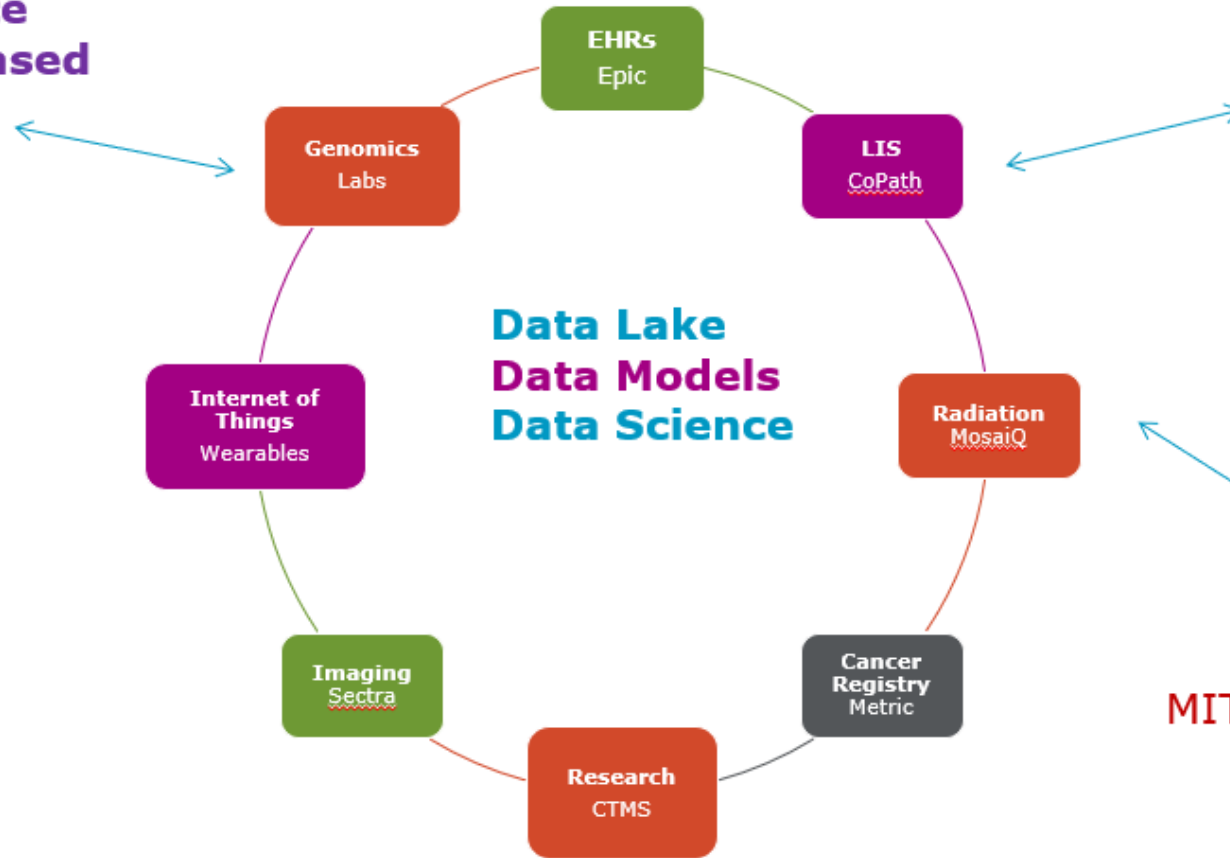 EHRs
Epic
Genomics
Labs
LIS
CoPath
Data Lake
Data Models
Data Science
Internet of
Things
Wearables
Radiation
MosaiQ
Imaging
Sectra
Cancer
Registry
Metric
MIT
Research
CTMS